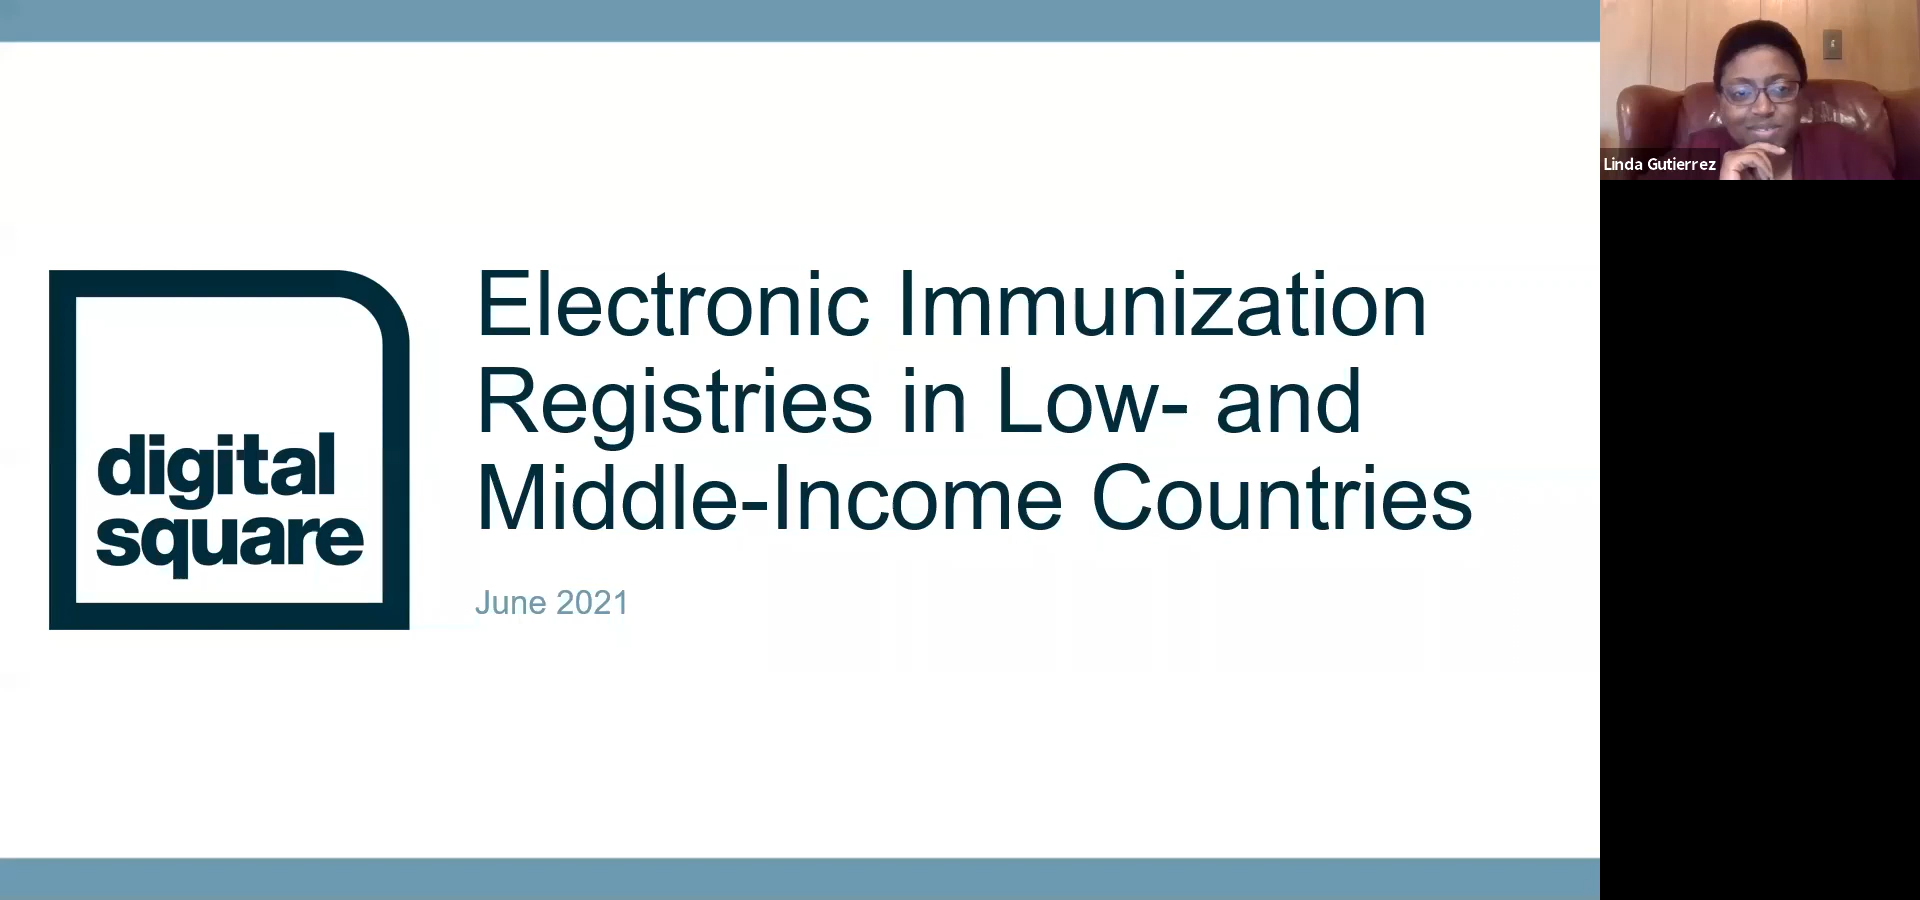 digital
square
Electronic Immunization
Registries in Low- and
Middle-Income Countries
June 2021
Linda Gutierrez